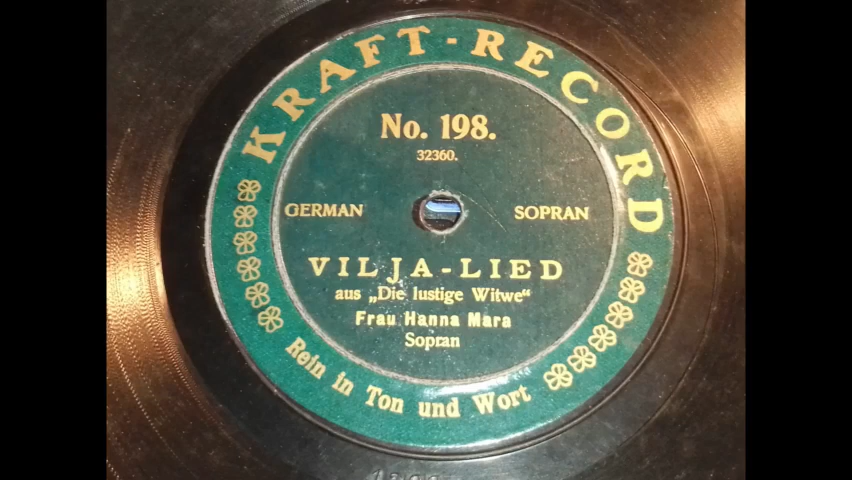 KRAFT-RECORD
No. 198.
32360.
GERMAN SOPRAN
VILJA-LIED
aus „Die lustige Witwe“
Frau Hanna Mara
Sopran
Rein in Ton und Wort